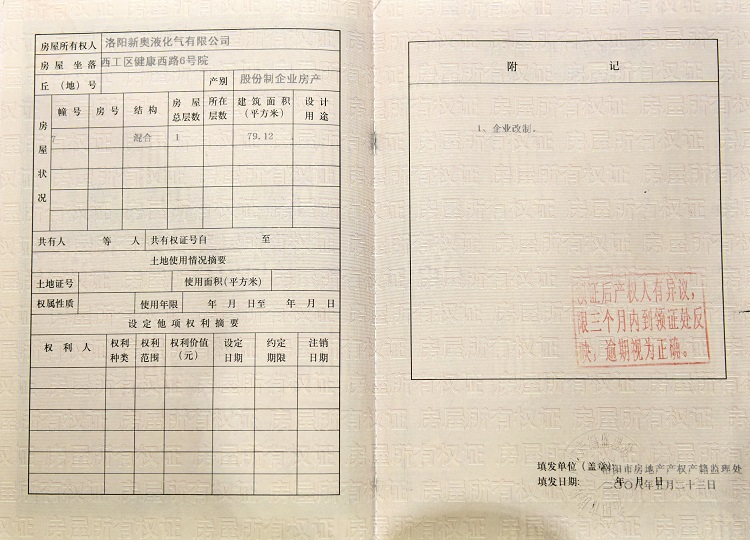 房屋所有权人 洛阳新奥液化气有限公司
房屋坐落 西工区健康西路6号院
丘（地）号 产别 股份制企业房产
房屋状况
幢号 房号 结构 房屋总层数 所在层数 建筑面积（平方米） 设计用途
7 混合 1 79.12
共有人 等 人 共有权证号自 至
土地使用情况摘要
土地证号 使用面积(平方米)
权属性质 使用年限 年 月 日至 年 月 日
设定他项权利摘要
权利人 权利种类 权利范围 权利价值（元） 设定日期 约定期限 注销日期
附记
1、企业改制。
领证后产权人有异议，
限三个月内到领证处反
映，逾期视为正确。
填发单位（盖章）: 洛阳市房地产产权产籍监理处
填发日期: 年 月 日
二〇〇八年五月二十三日